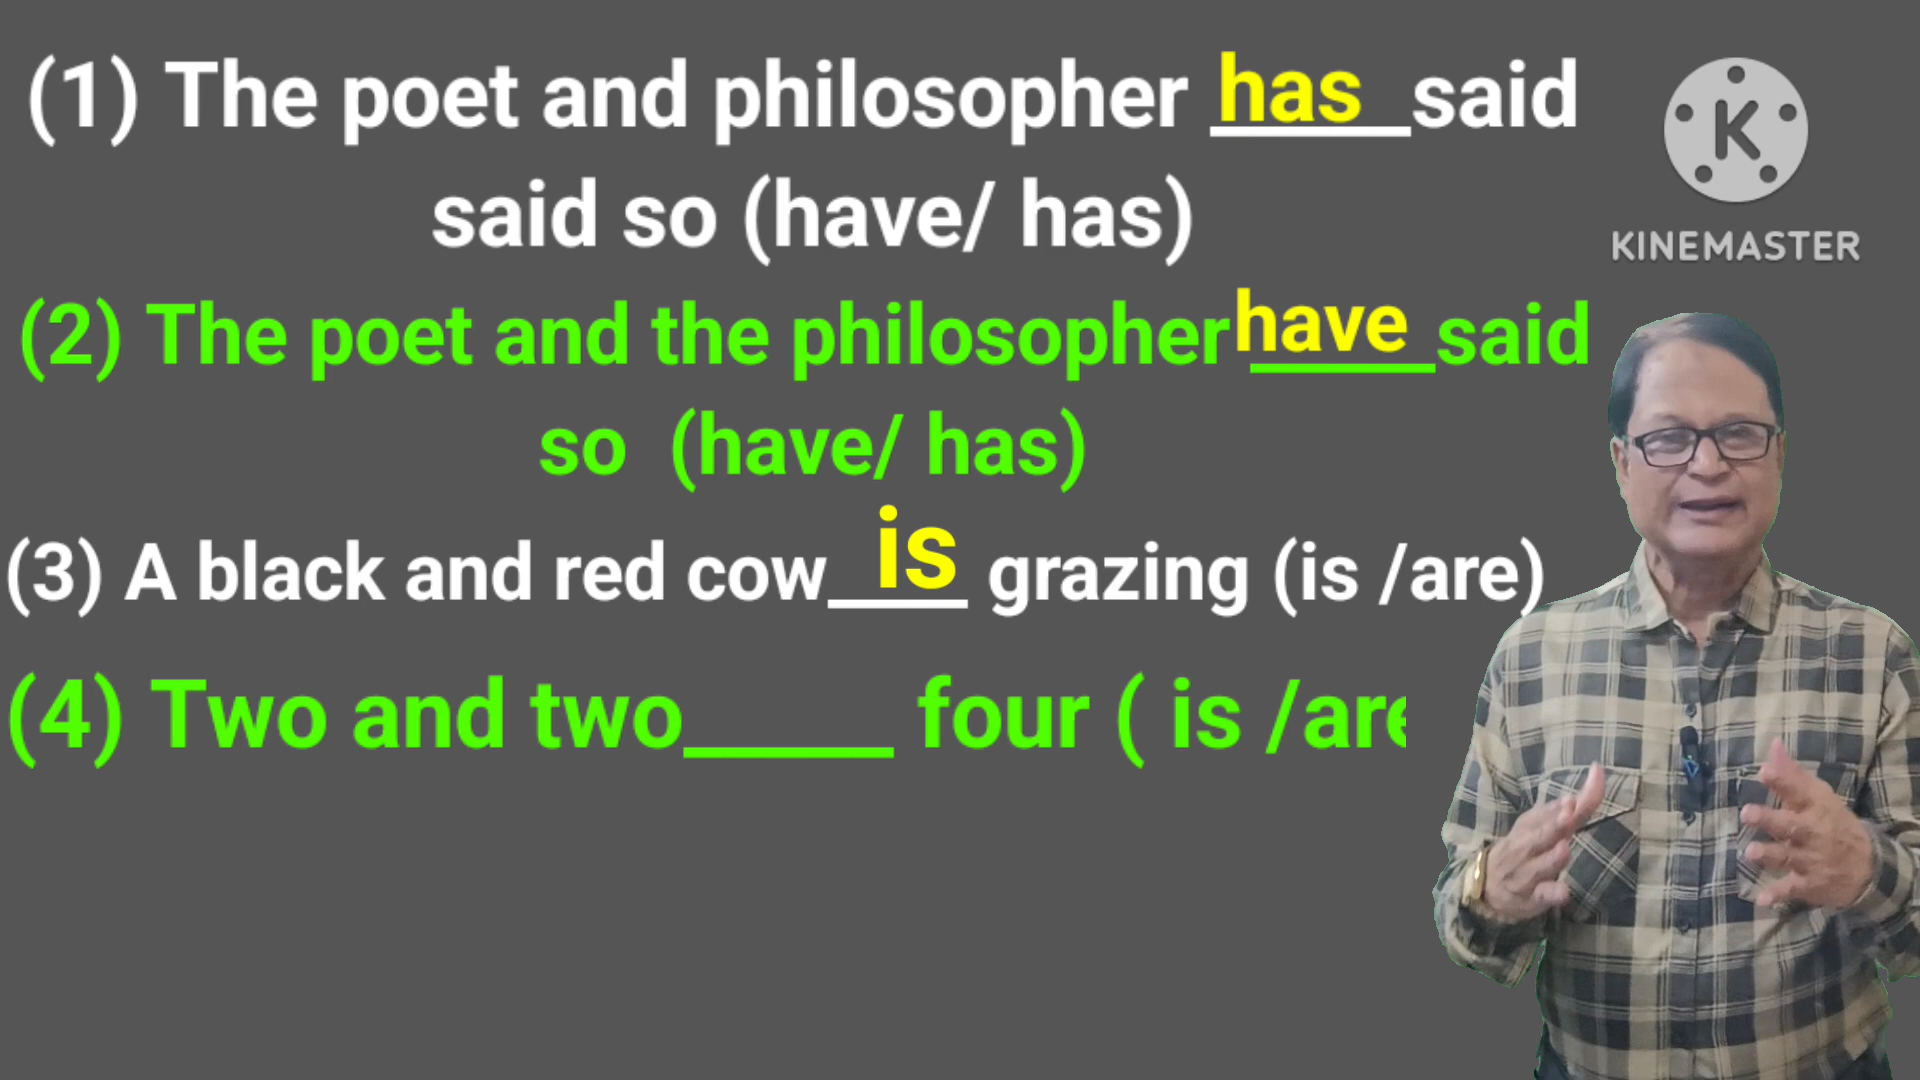 (1) The poet and philosopher has said
said so (have/ has)
(2) The poet and the philosopher have said
so (have/ has)
(3) A black and red cow is grazing (is /are)
(4) Two and two____ four ( is /are
K
KINEMASTER